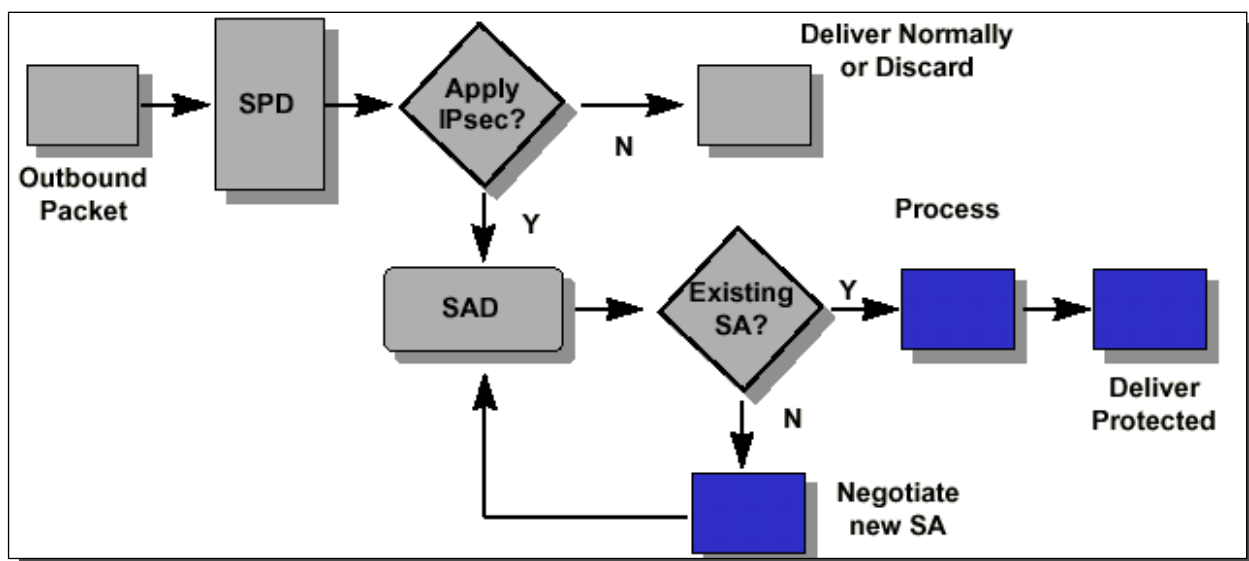 Outbound
Packet
SPD
Apply
IPsec?
N
Deliver Normally
or Discard
Y
SAD
Existing
SA?
Y
Process
Deliver
Protected
N
Negotiate
new SA